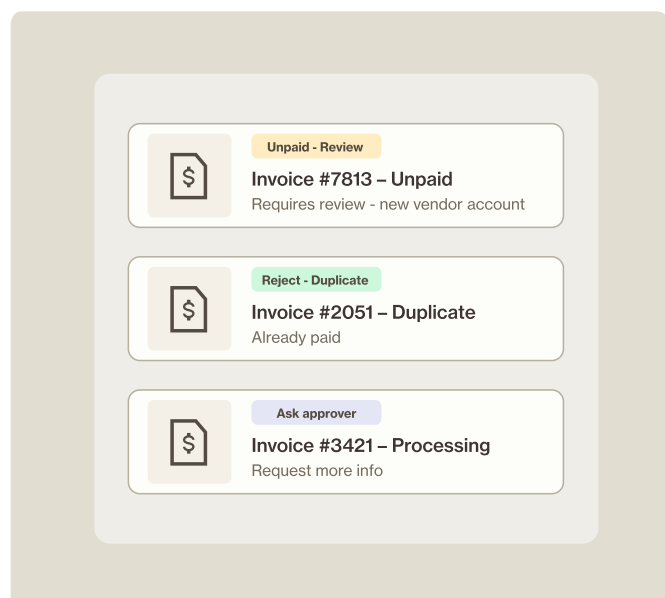 Unpaid - Review
Invoice #7813 – Unpaid
Requires review - new vendor account
Reject - Duplicate
Invoice #2051 – Duplicate
Already paid
Ask approver
Invoice #3421 – Processing
Request more info